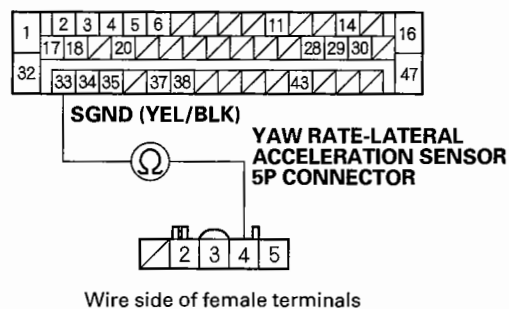 1 2 3 4 5 6 11 14 16
17 18 20 28 29 30
32 33 34 35 37 38 43 47
SGND (YEL/BLK)
YAW RATE-LATERAL
ACCELERATION SENSOR
5P CONNECTOR
Ω
2 3 4 5
Wire side of female terminals